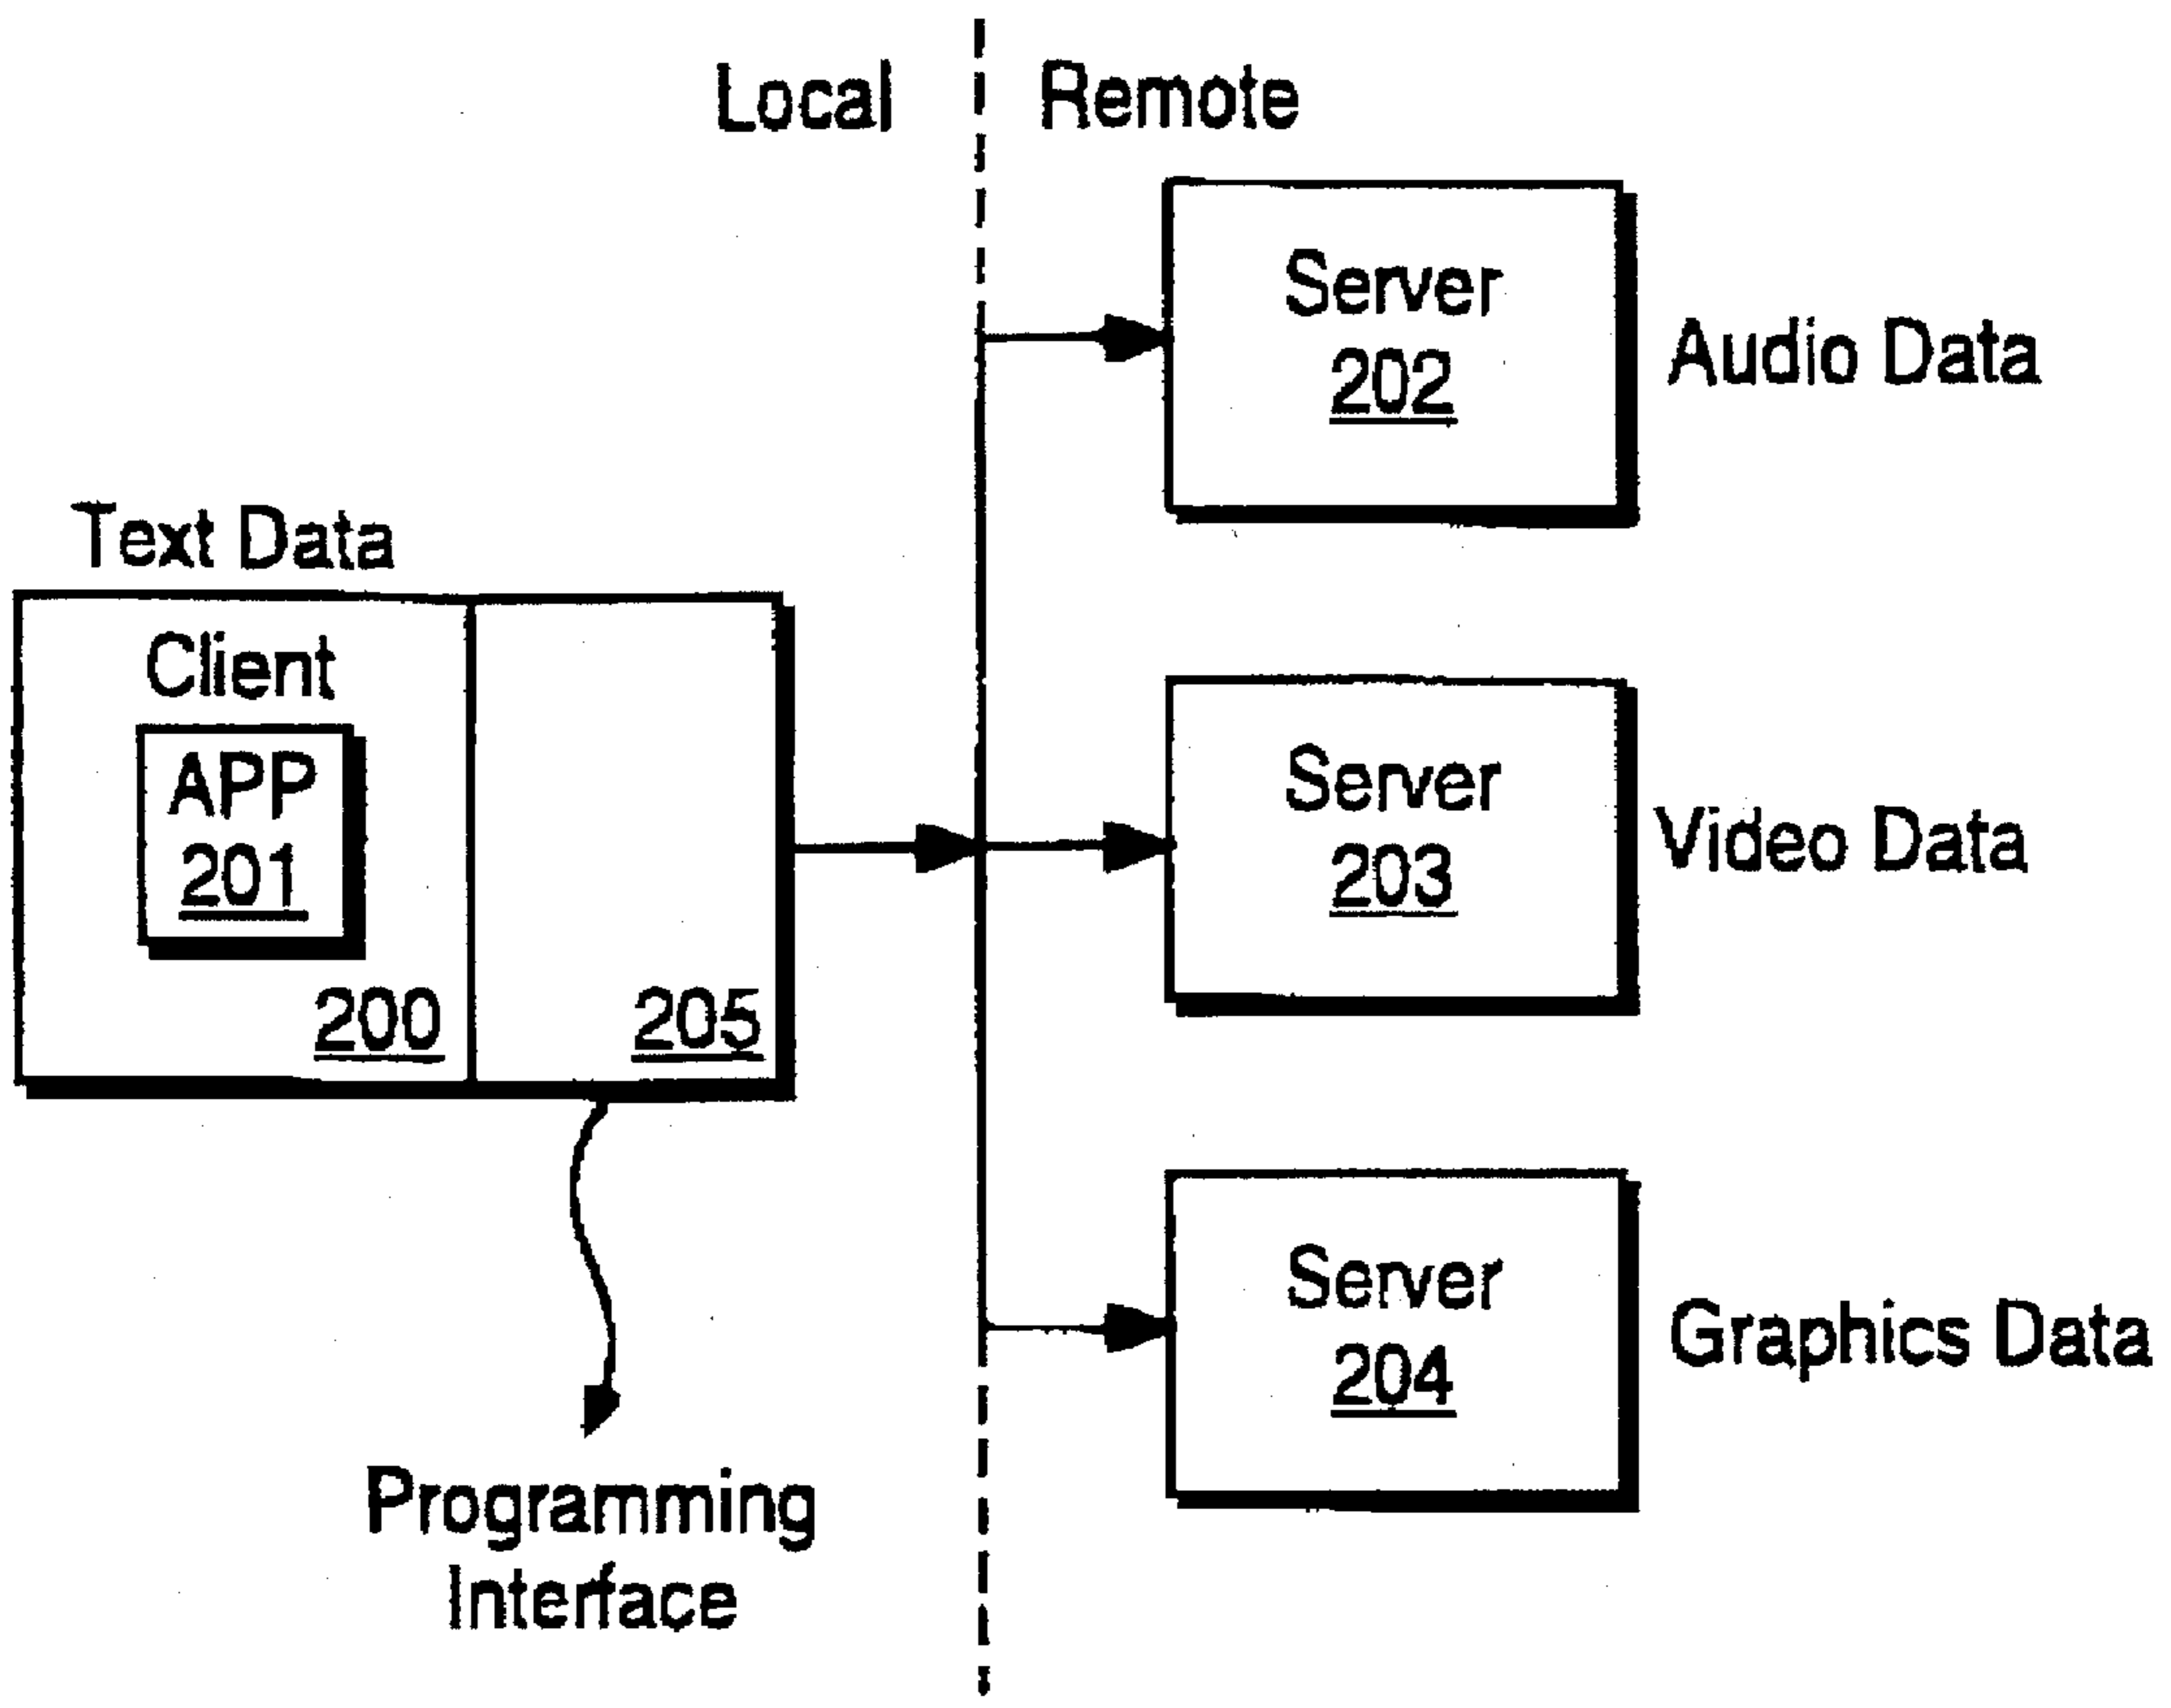 Local
Remote
Server
202
Audio Data
Text Data
Client
APP
201
200
205
Server
203
Video Data
Server
204
Graphics Data
Programming
Interface